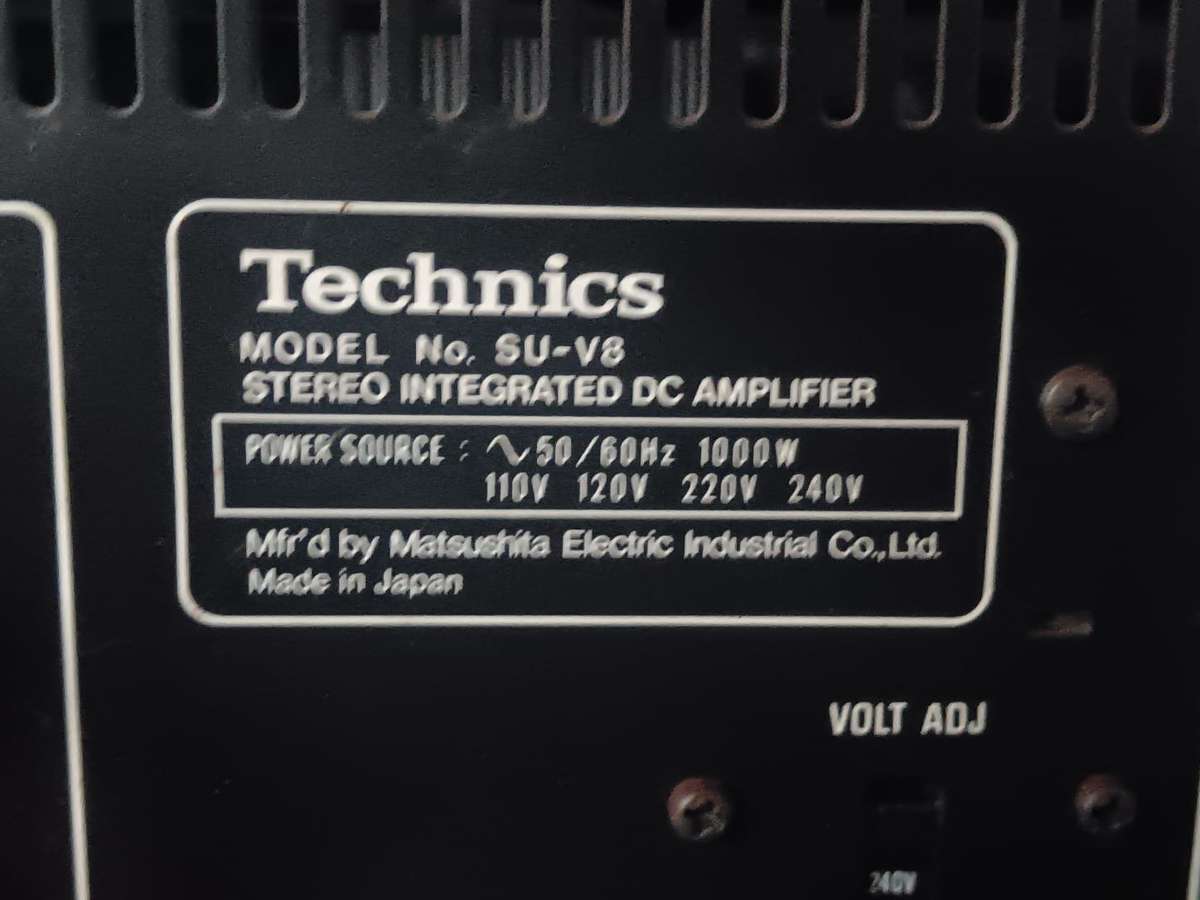 Technics
MODEL No. SU-V8
STEREO INTEGRATED DC AMPLIFIER
POWER SOURCE : ∿50/60Hz 1000W
110V 120V 220V 240V
Mfr'd by Matsushita Electric Industrial Co.,Ltd.
Made in Japan
VOLT ADJ
240V